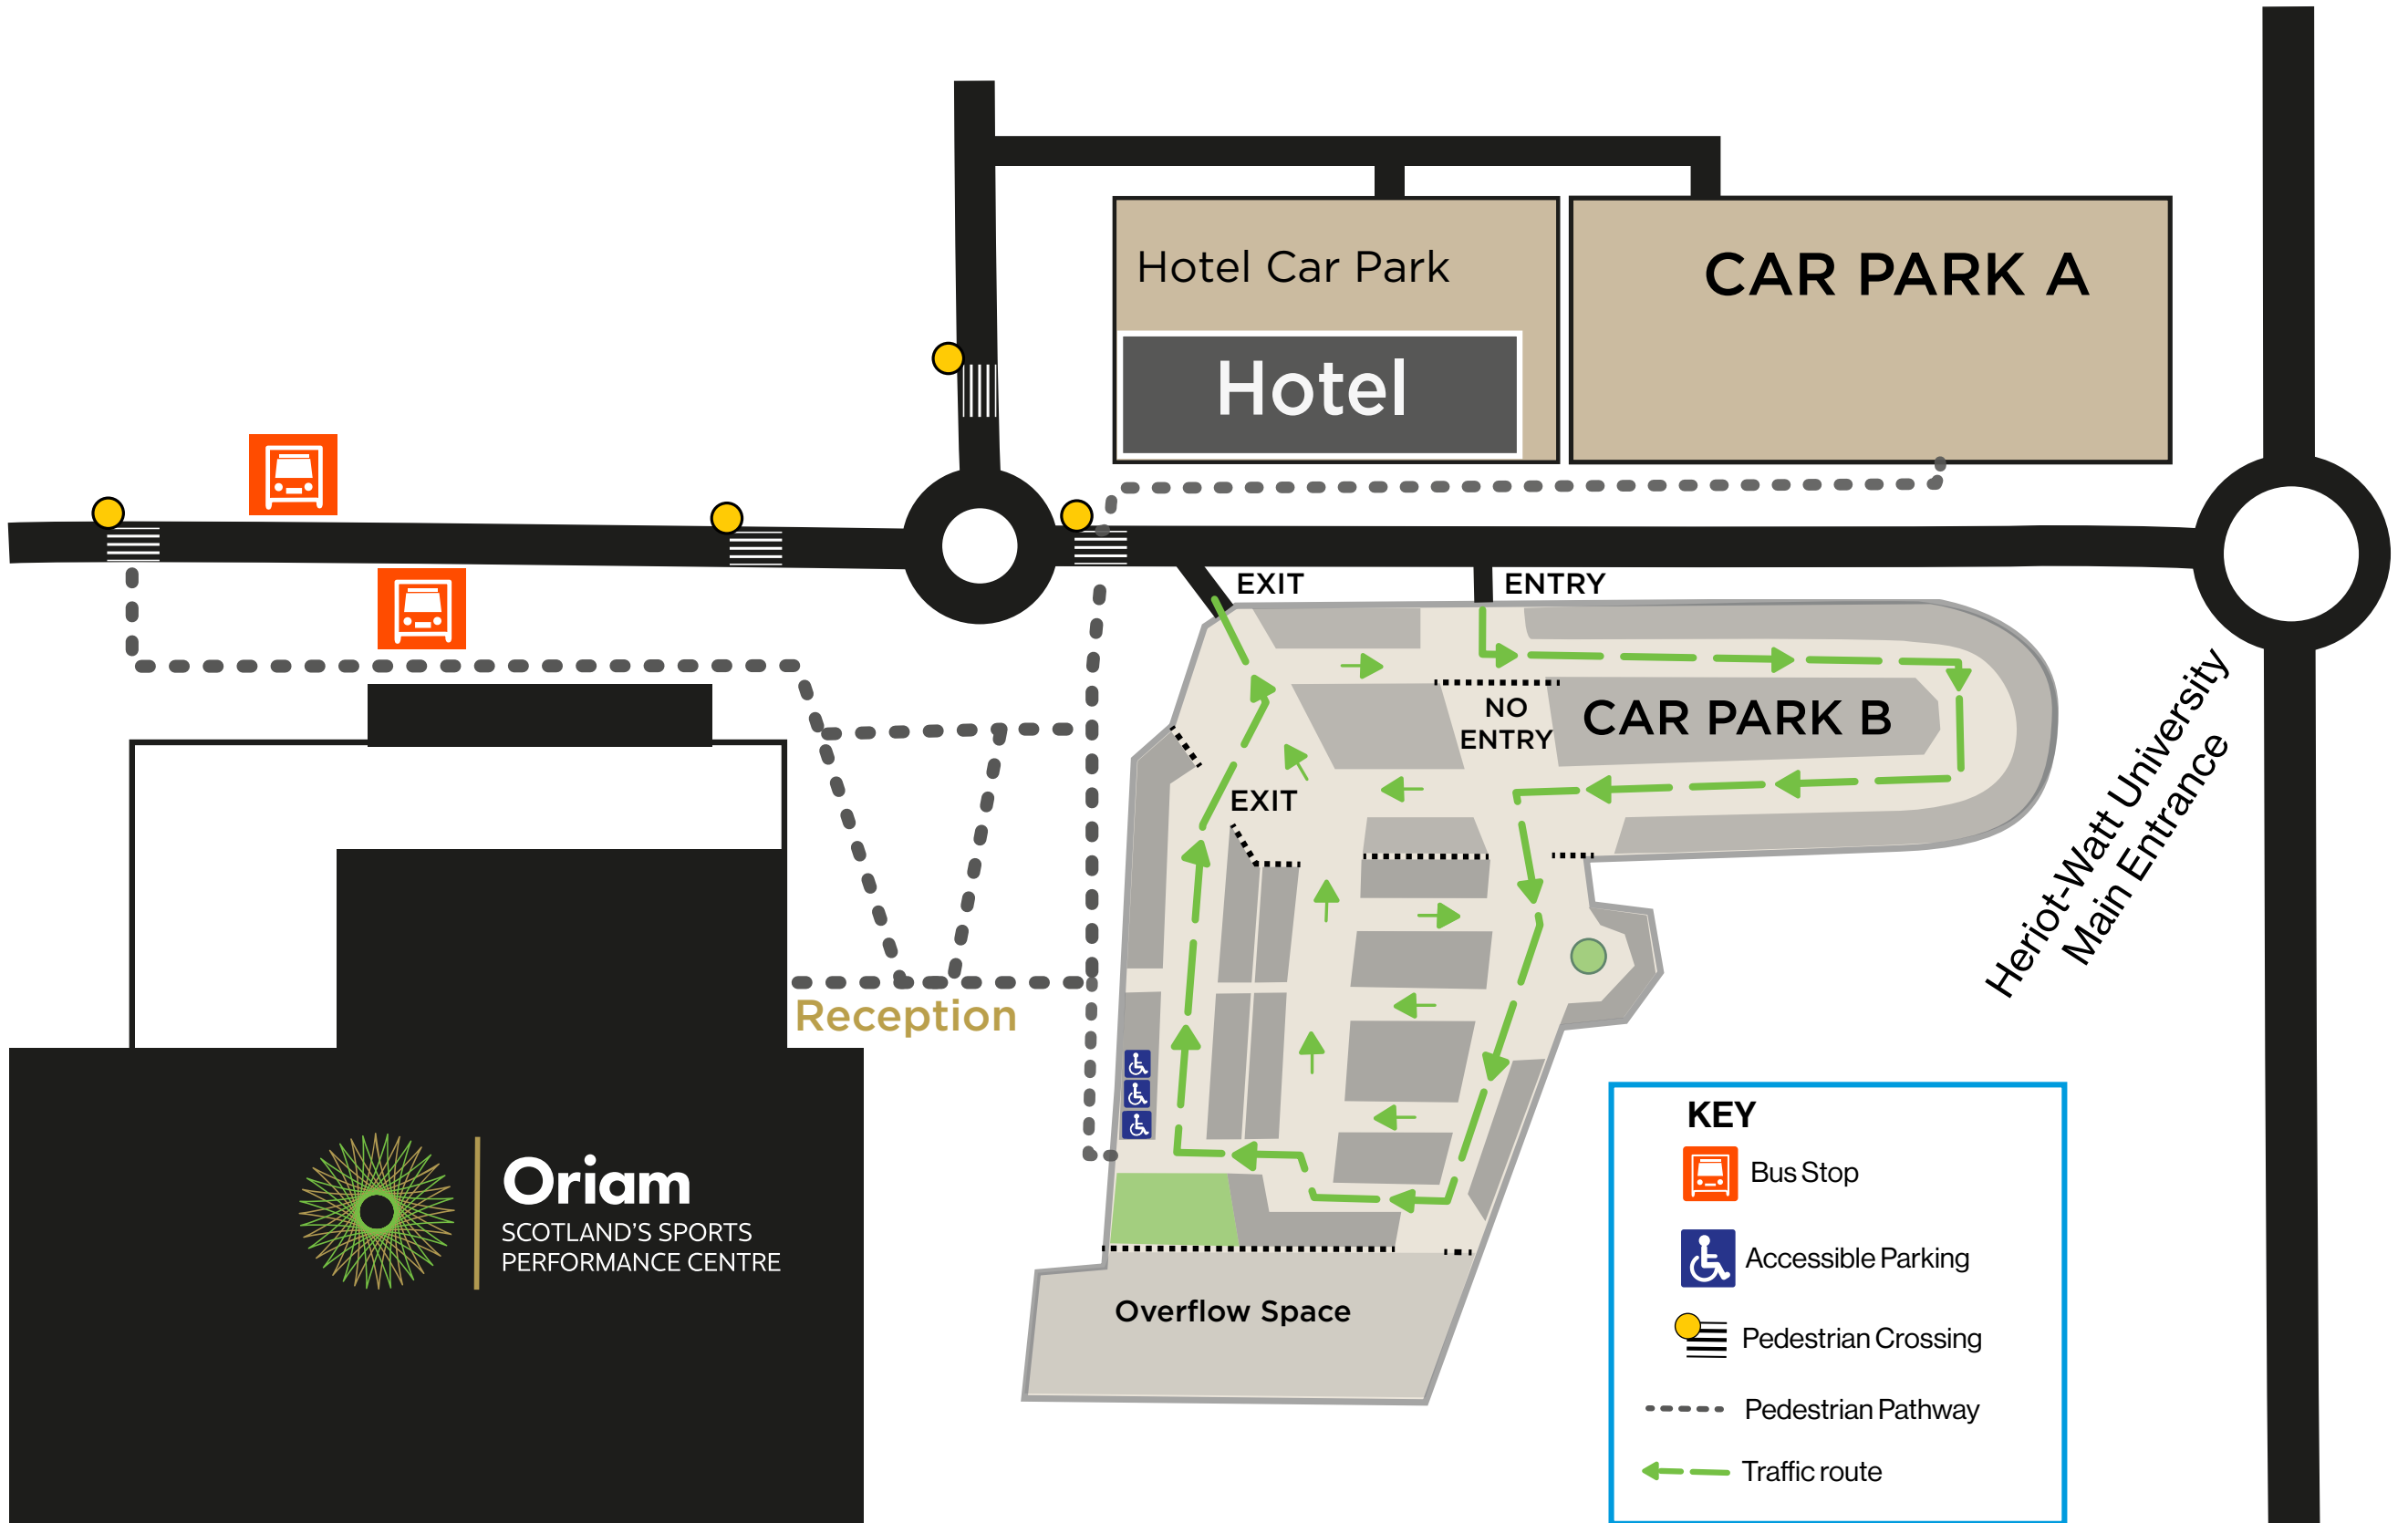 Hotel Car Park
CAR PARK A
Hotel
EXIT
ENTRY
NO
ENTRY
CAR PARK B
EXIT
Heriot-Watt University
Main Entrance
Reception
Oriam
SCOTLAND'S SPORTS
PERFORMANCE CENTRE
Overflow Space
KEY
Bus Stop
Accessible Parking
Pedestrian Crossing
Pedestrian Pathway
Traffic route